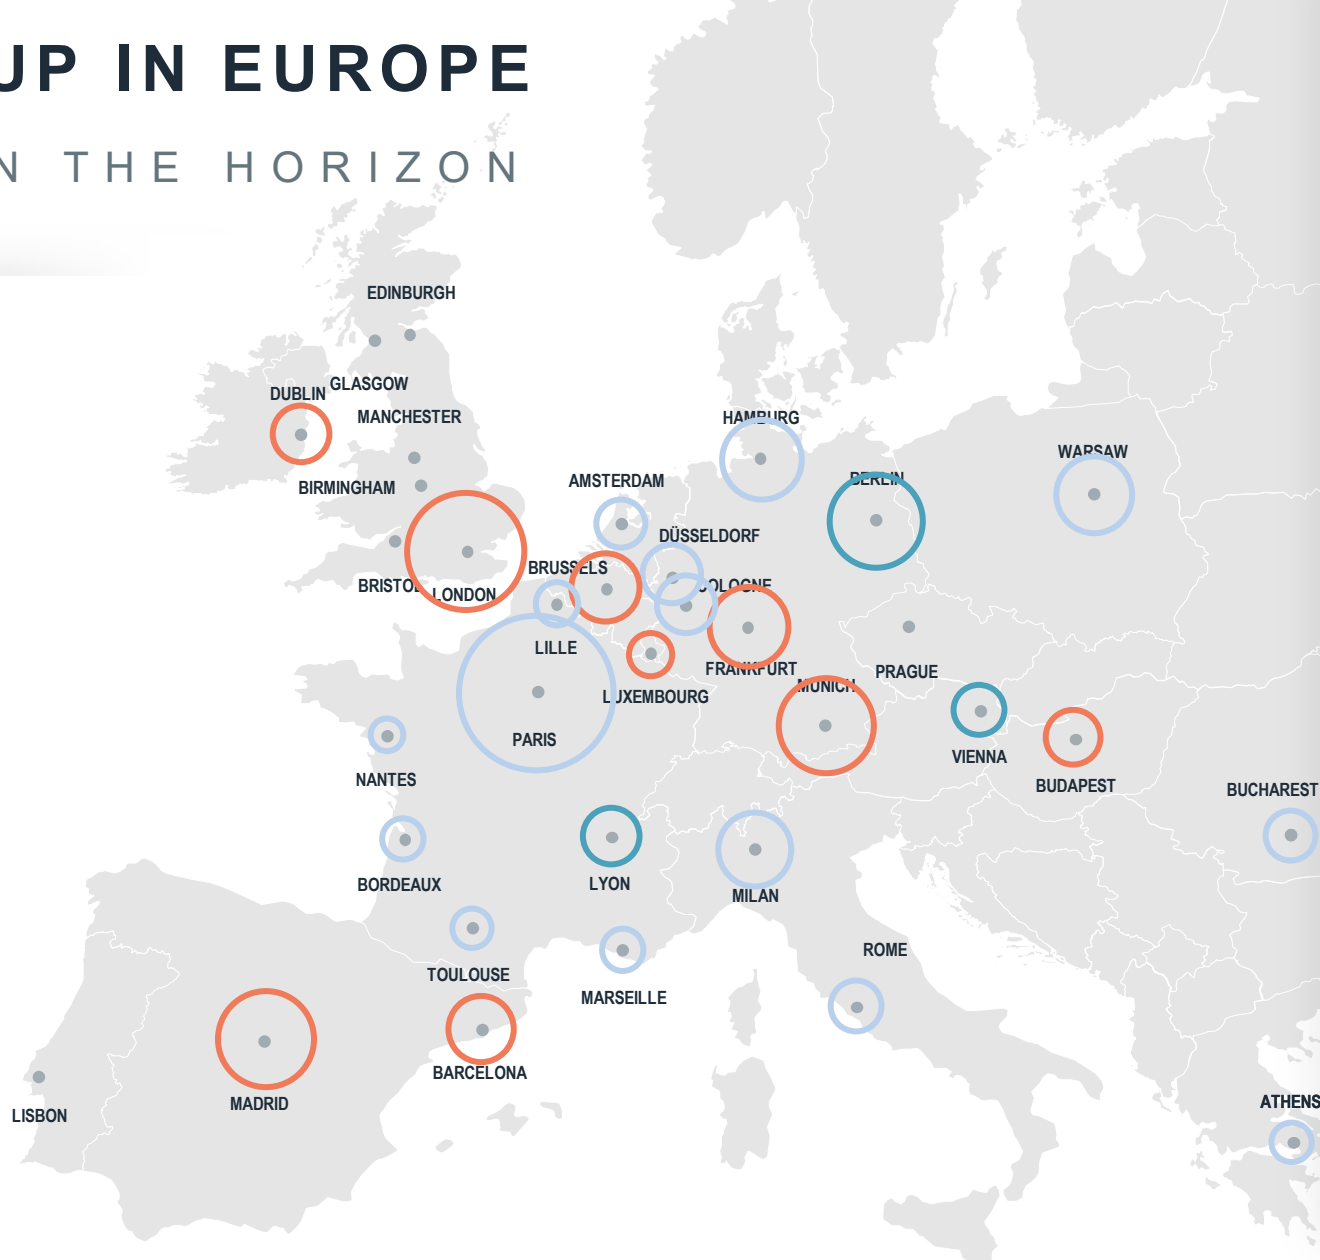 UP IN EUROPE
N THE HORIZON
EDINBURGH
GLASGOW
DUBLIN
MANCHESTER
HAMBURG
WARSAW
BERLIN
AMSTERDAM
BIRMINGHAM
DÜSSELDORF
BRUSSELS
COLOGNE
BRISTOL
LONDON
LILLE
FRANKFURT
PRAGUE
MUNICH
LUXEMBOURG
PARIS
VIENNA
NANTES
BUDAPEST
BUCHAREST
BORDEAUX
LYON
MILAN
ROME
TOULOUSE
MARSEILLE
BARCELONA
MADRID
ATHENS
LISBON